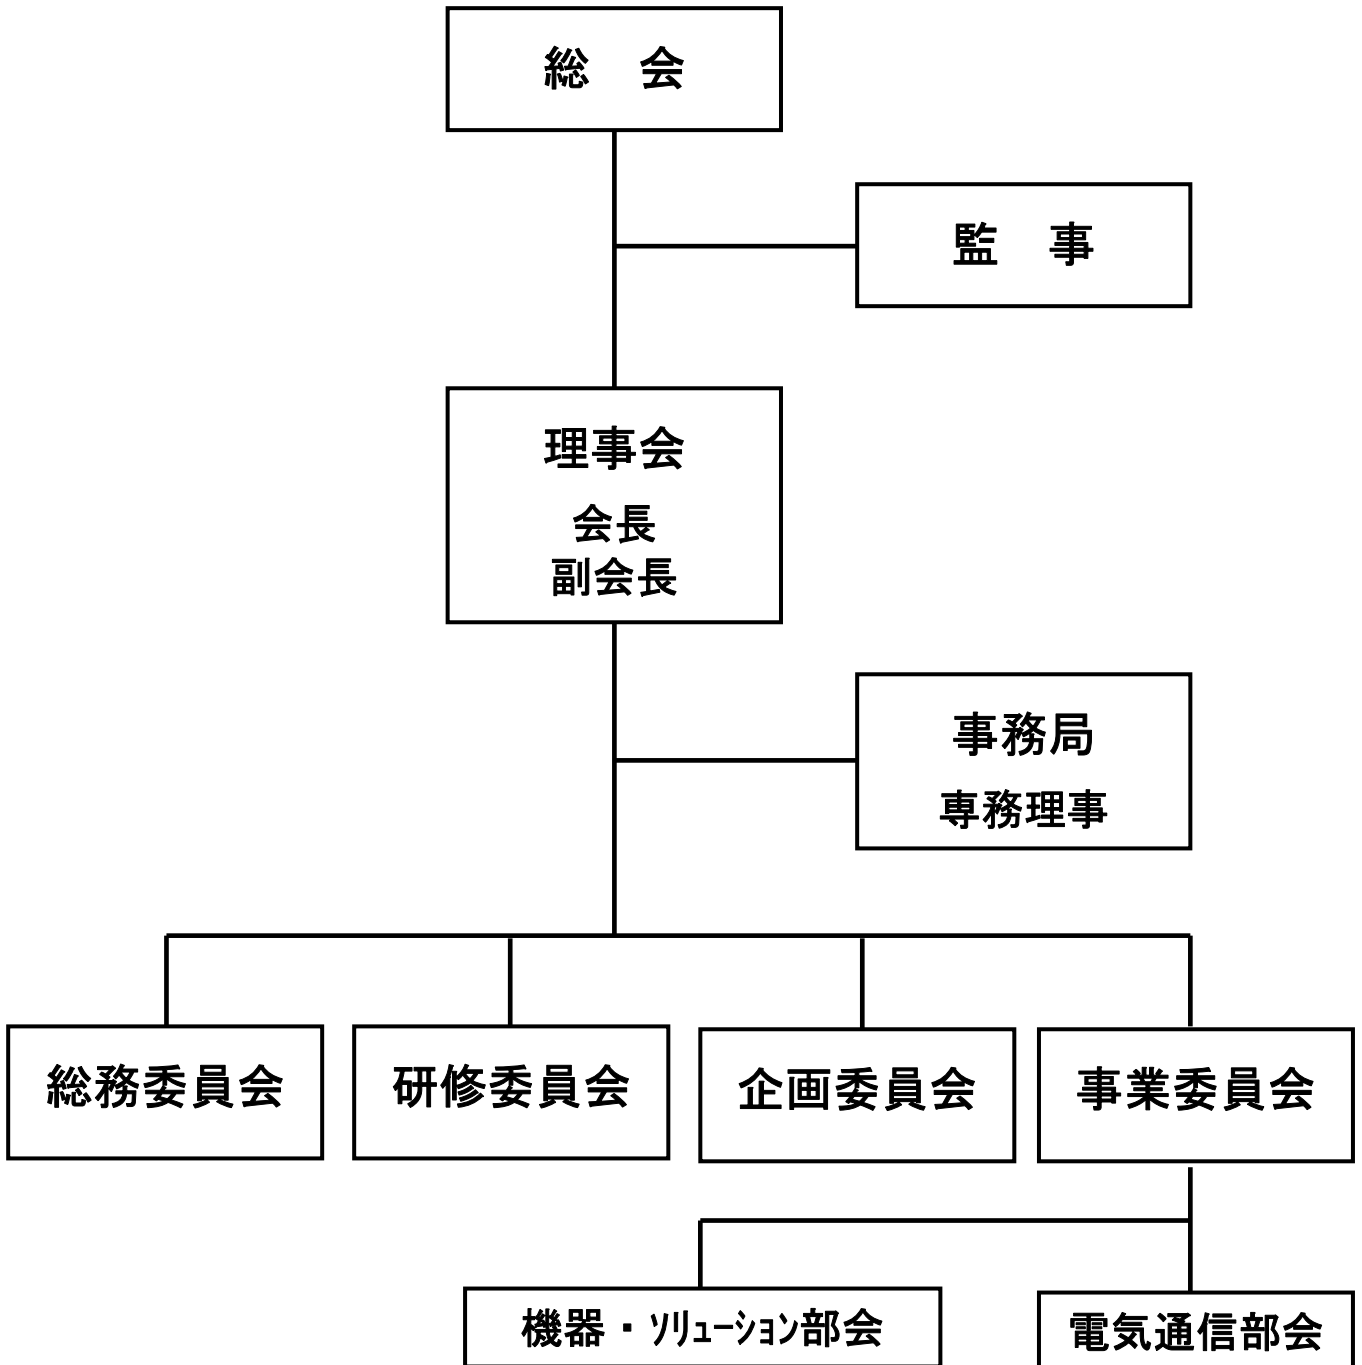 総　会
監　事
理事会
会長
副会長
事務局
専務理事
総務委員会
研修委員会
企画委員会
事業委員会
機器・ｿﾘｭｰｼｮﾝ部会
電気通信部会